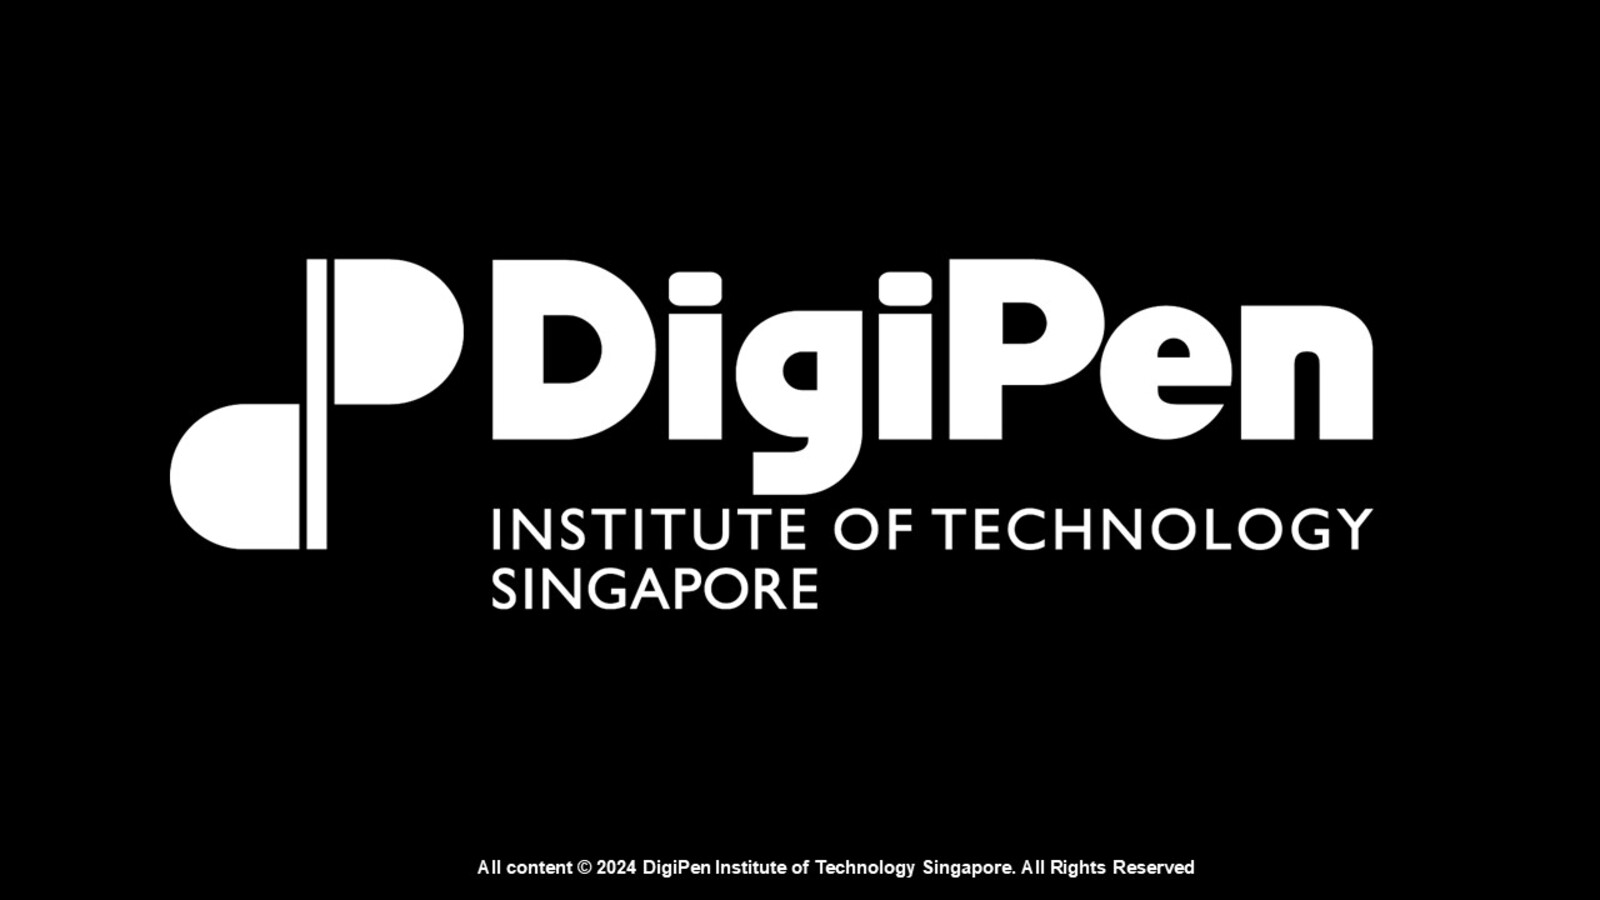 DigiPen
INSTITUTE OF TECHNOLOGY
SINGAPORE
All content © 2024 DigiPen Institute of Technology Singapore. All Rights Reserved